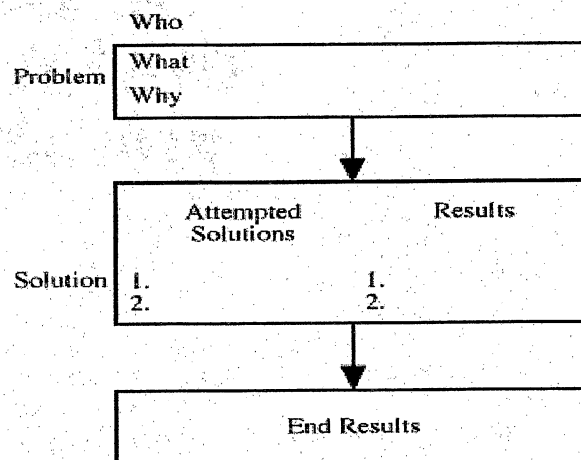 Who
Problem
What
Why
Attempted Results
Solutions
Solution
1. 1.
2. 2.
End Results